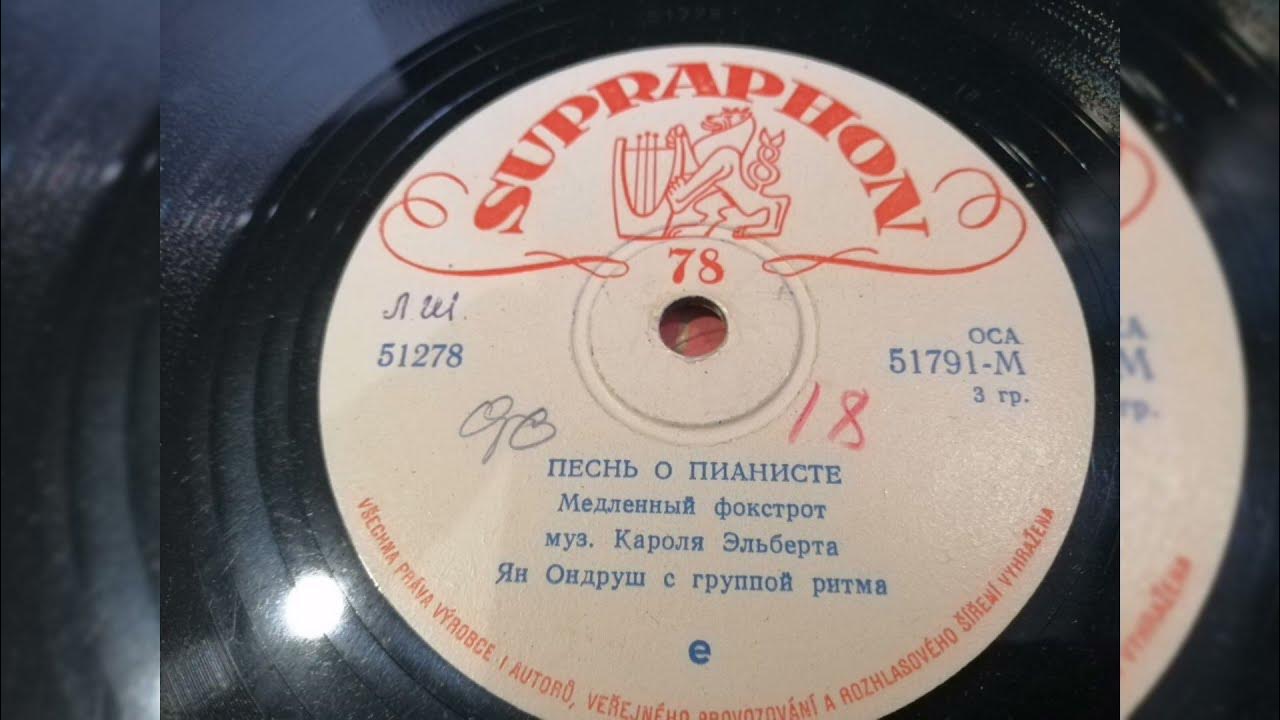 SUPRAPHON
78
Л.Ш.
51278
ОСА
51791-М
3 гр.
18
ПЕСНЬ О ПИАНИСТЕ
Медленный фокстрот
муз. Кароля Эльберта
Ян Ондруш с группой ритма
e
VŠECHNA PRÁVA VÝROBCE I AUTORŮ, VEŘEJNÉHO PROVOZOVÁNÍ A ROZHLASOVÉHO ŠÍŘENÍ VYHRAŽENA